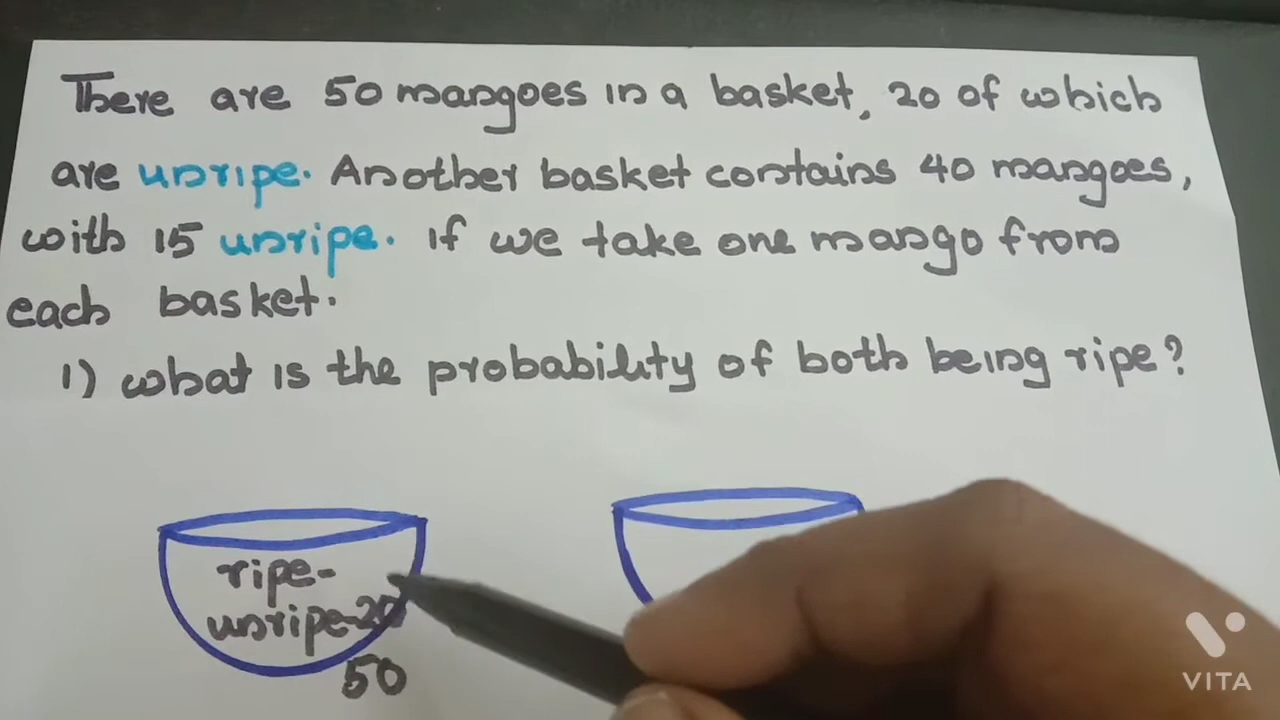 There are 50 mangoes in a basket, 20 of which
are unripe. Another basket contains 40 mangoes,
with 15 unripe. If we take one mango from
each basket.
1) what is the probability of both being ripe?
ripe-
unripe-20
50
VITA